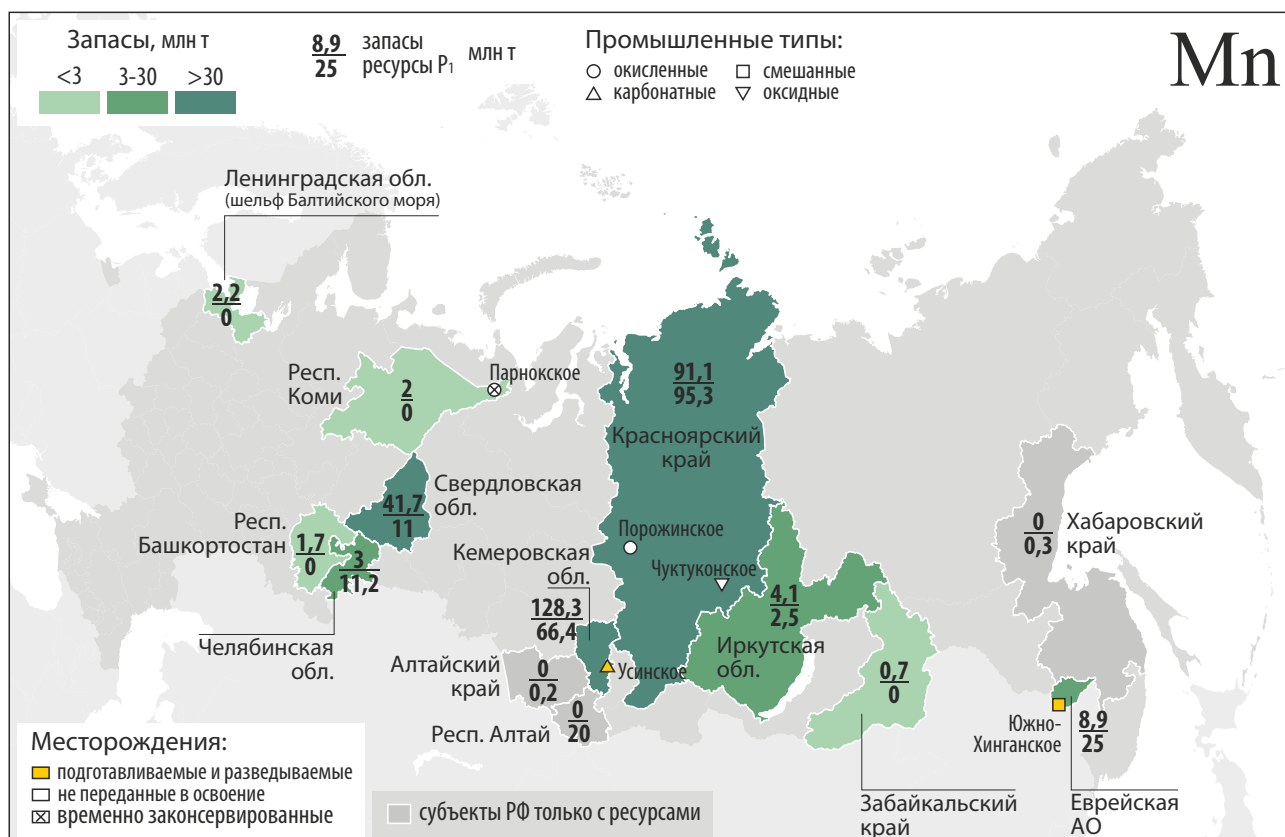 Запасы, млн т
<3 3-30 >30
8,9
25
запасы
ресурсы P₁
млн т
Промышленные типы:
окисленные
смешанные
карбонатные
оксидные
Mn
Ленинградская обл.
(шельф Балтийского моря)
2,2
0
Респ.
Коми
2
0
Парнокское
91,1
95,3
Красноярский
край
Свердловская
обл.
41,7
11
Респ.
Башкортостан
1,7
0
3
11,2
Челябинская
обл.
Кемеровская
обл.
128,3
66,4
Порожинское
Чуктуконское
Усинское
4,1
2,5
Иркутская
обл.
Алтайский
край
0
0,2
Респ. Алтай
0
20
0,7
0
Забайкальский
край
0
0,3
Хабаровский
край
Южно-
Хинганское
8,9
25
Еврейская
АО
Месторождения:
подготавливаемые и разведываемые
не переданные в освоение
временно законсервированные
субъекты РФ только с ресурсами